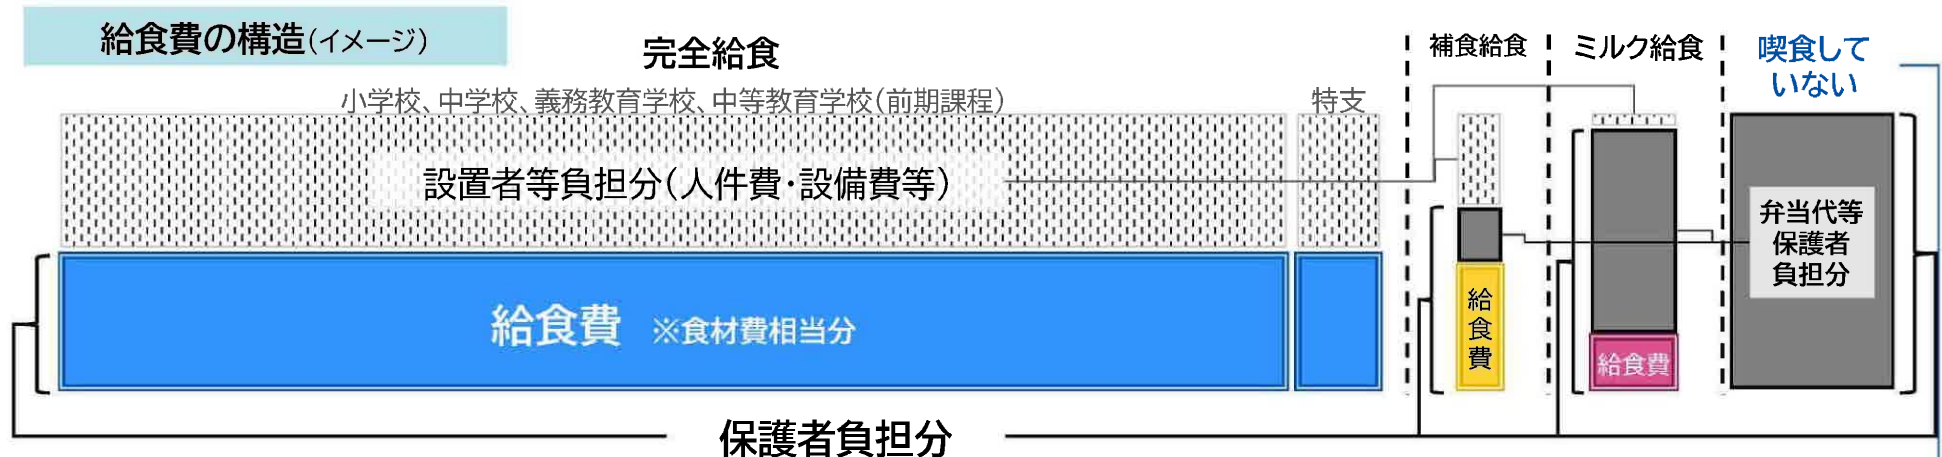 給食費の構造(イメージ)
完全給食
小学校、中学校、義務教育学校、中等教育学校(前期課程)
特支
補食給食
ミルク給食
喫食して
いない
設置者等負担分(人件費・設備費等)
給食費 ※食材費相当分
給食費
給食費
弁当代等
保護者
負担分
保護者負担分